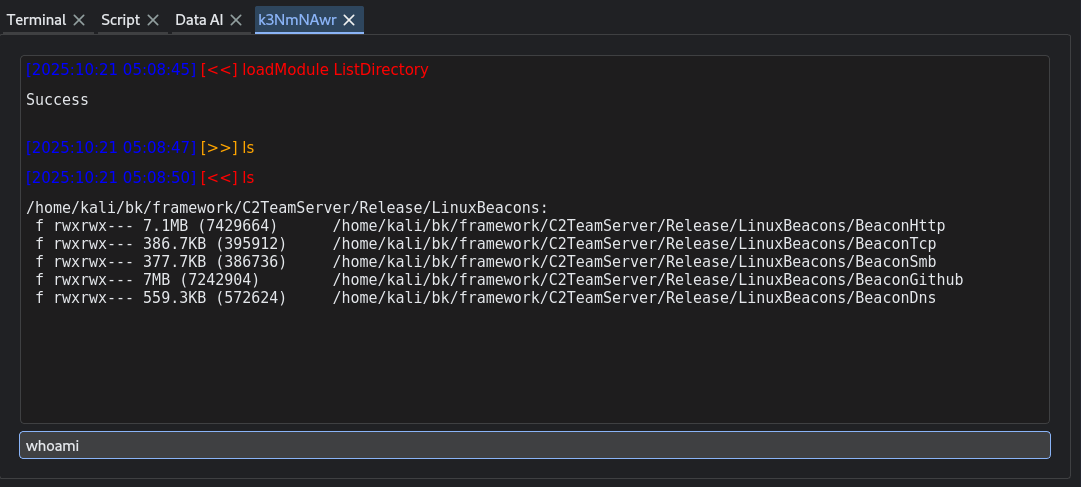 Terminal Script Data AI k3NmNAwr
[2025:10:21 05:08:45] [<<] loadModule ListDirectory
Success
[2025:10:21 05:08:47] [>>] ls
[2025:10:21 05:08:50] [<<] ls
/home/kali/bk/framework/C2TeamServer/Release/LinuxBeacons:
f rwxrwx--- 7.1MB (7429664) /home/kali/bk/framework/C2TeamServer/Release/LinuxBeacons/BeaconHttp
f rwxrwx--- 386.7KB (395912) /home/kali/bk/framework/C2TeamServer/Release/LinuxBeacons/BeaconTcp
f rwxrwx--- 377.7KB (386736) /home/kali/bk/framework/C2TeamServer/Release/LinuxBeacons/BeaconSmb
f rwxrwx--- 7MB (7242904) /home/kali/bk/framework/C2TeamServer/Release/LinuxBeacons/BeaconGithub
f rwxrwx--- 559.3KB (572624) /home/kali/bk/framework/C2TeamServer/Release/LinuxBeacons/BeaconDns
whoami